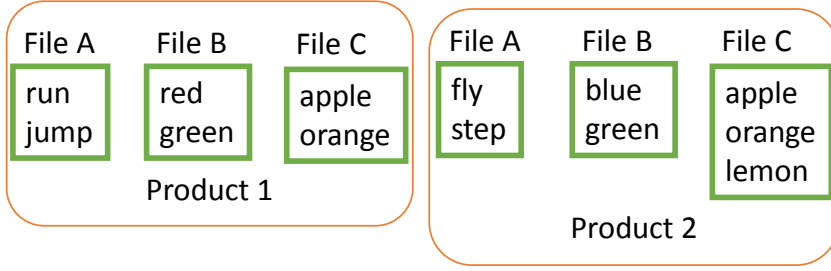 File A
run
jump
File B
red
green
File C
apple
orange
Product 1
File A
fly
step
File B
blue
green
File C
apple
orange
lemon
Product 2